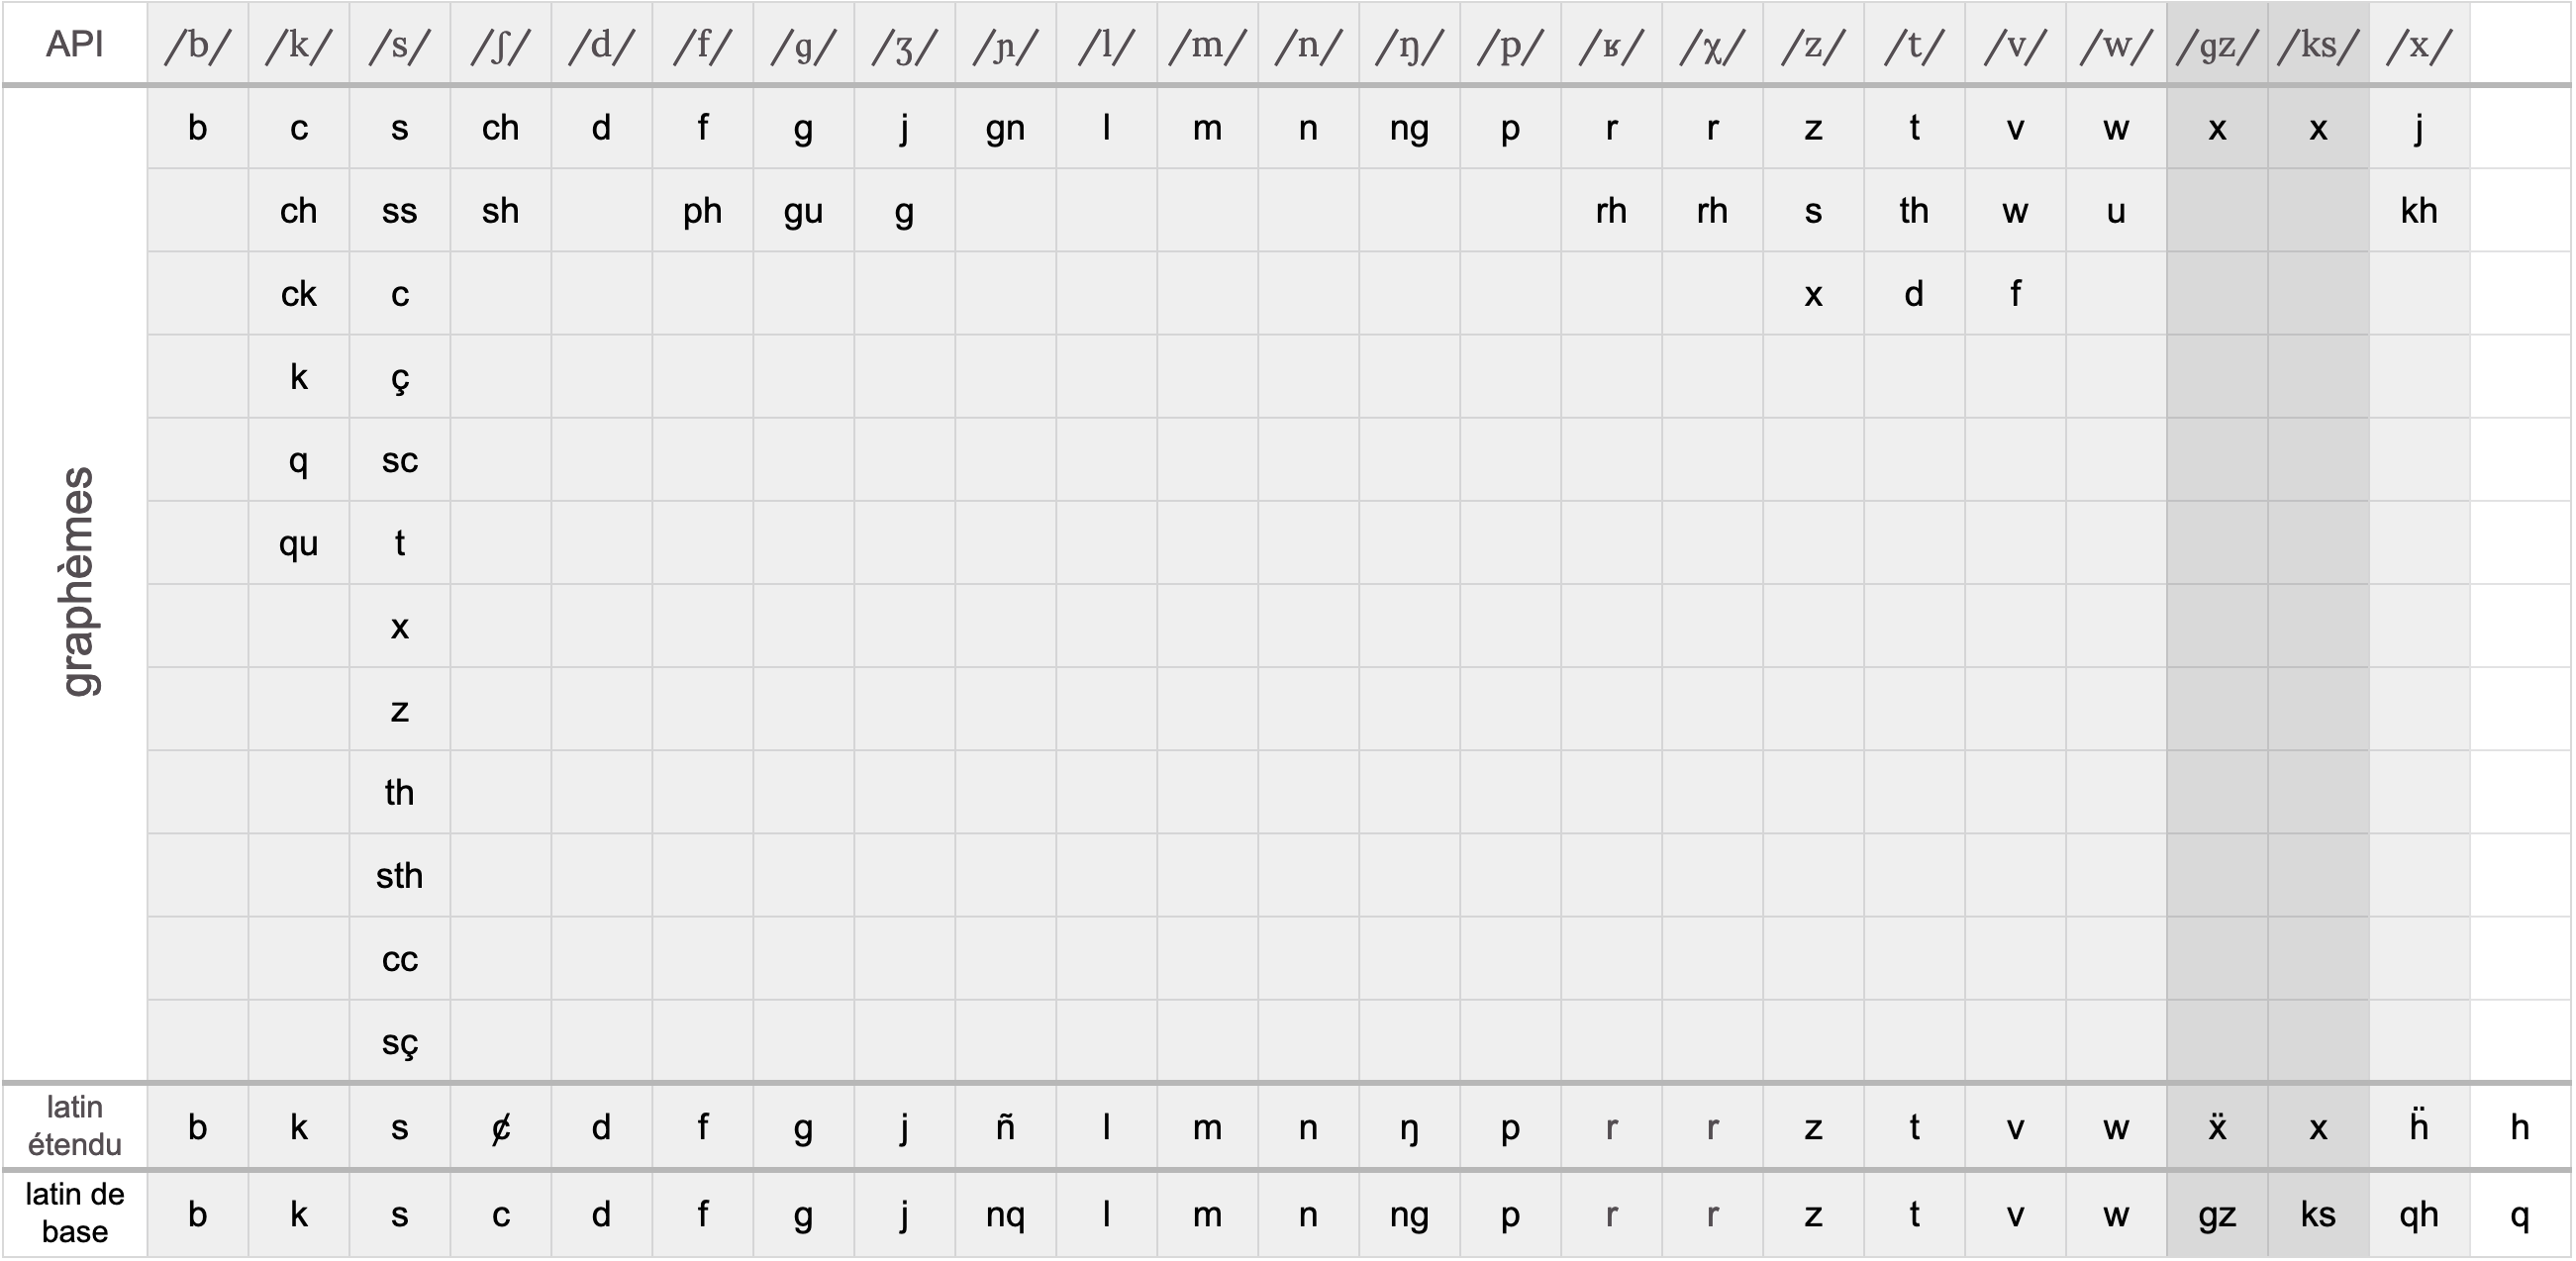 API /b/ /k/ /s/ /ʃ/ /d/ /f/ /ɡ/ /ʒ/ /ɲ/ /l/ /m/ /n/ /ŋ/ /p/ /ʁ/ /χ/ /z/ /t/ /v/ /w/ /ɡz/ /ks/ /x/
graphèmes
b c s ch d f g j gn l m n ng p r r z t v w x x j
ch ss sh ph gu g rh rh s th w u kh
ck c x d f
k ç
q sc
qu t
x
z
th
sth
cc
sç
latin étendu b k s ȼ d f g j ñ l m n ŋ p r r z t v w ẍ x ḧ h
latin de base b k s c d f g j nq l m n ng p r r z t v w gz ks qh q